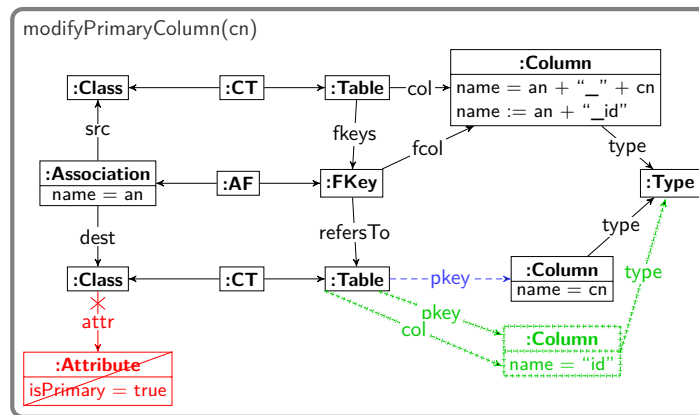 modifyPrimaryColumn(cn)
:Column
:Class
:CT
:Table
col
name = an + “_” + cn
name := an + “_id”
src
fkeys
fcol
type
:Association
name = an
:AF
:FKey
:Type
dest
refersTo
type
:Class
:CT
:Table
pkey
:Column
name = cn
type
attr
pkey
col
:Column
name = “id”
:Attribute
isPrimary = true